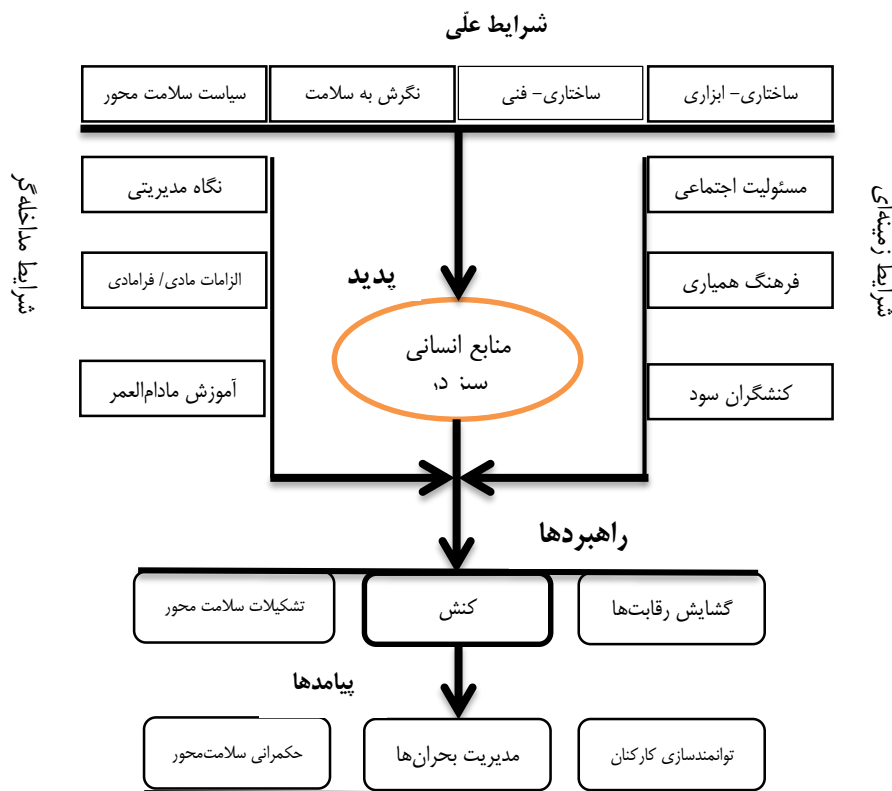 شرایط علّی
ساختاری- ابزاری
ساختاری- فنی
نگرش به سلامت
سیاست سلامت محور
شرایط زمینه‌ای
مسئولیت اجتماعی
فرهنگ همیاری
کنشگران سود
نگاه مدیریتی
الزامات مادی/ فرامادی
آموزش مادام‌العمر
شرایط مداخله‌گر
پدید
منابع انسانی
سبز در
راهبردها
گشایش رقابت‌ها
کنش
تشکیلات سلامت محور
پیامدها
توانمندسازی کارکنان
مدیریت بحران‌ها
حکمرانی سلامت‌محور